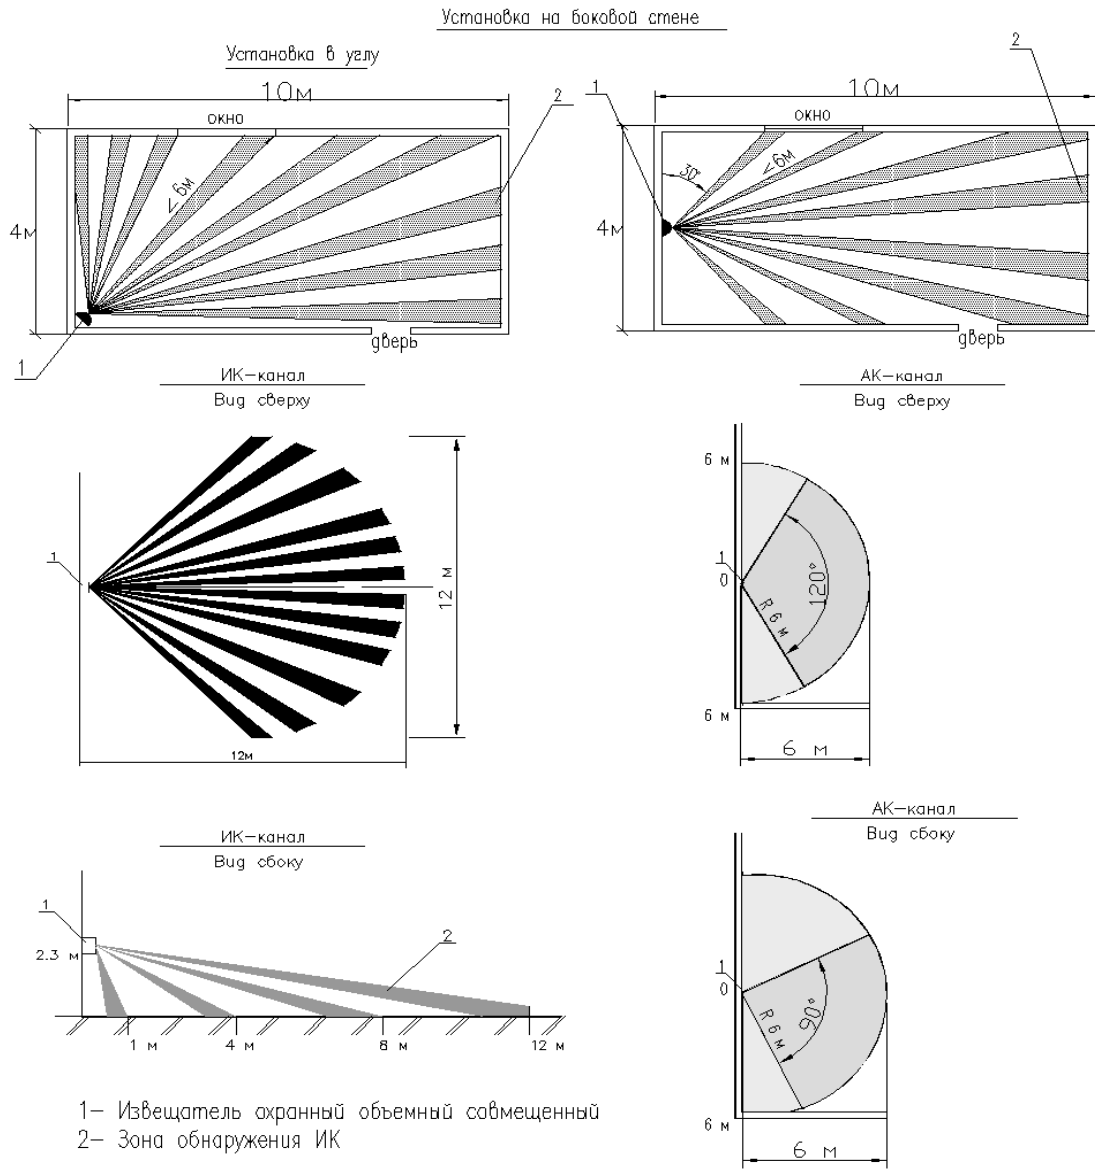 Установка на боковой стене
Установка в углу
10м
2
окно
< 6м
4м
дверь
1
1
2
10м
окно
30°
< 6м
4м
дверь
ИК-канал
Вид сверху
1
12 м
12м
АК-канал
Вид сверху
6 м
1
0
120°
R 6 м
6 м
6 м
ИК-канал
Вид сбоку
1
2.3 м
2
1 м
4 м
8 м
12 м
АК-канал
Вид сбоку
1
0
90°
R 6 м
6 м
6 м
1- Извещатель охранный объемный совмещенный
2- Зона обнаружения ИК